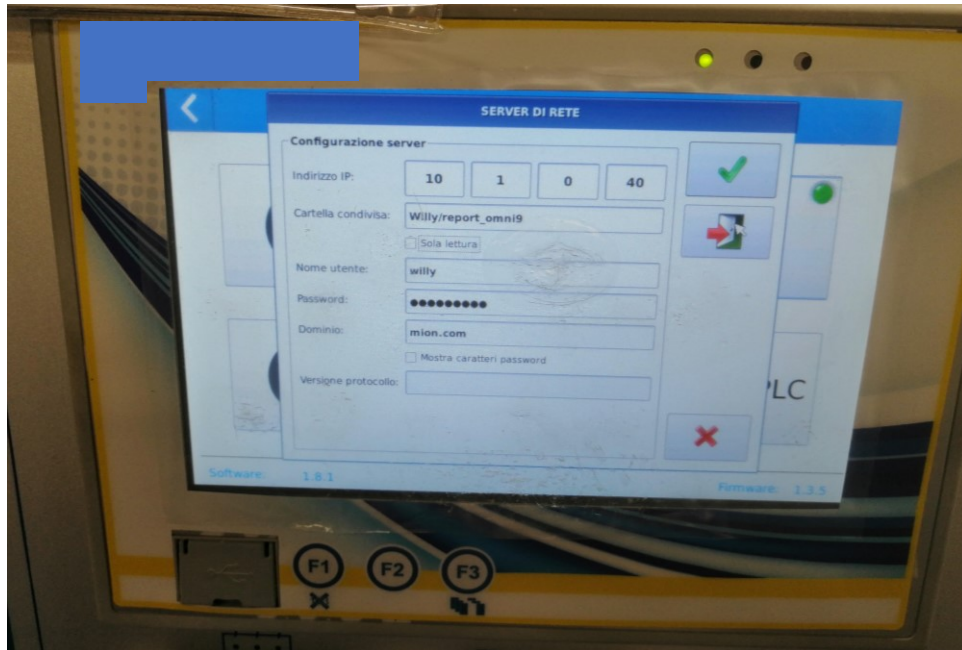 SERVER DI RETE
Configurazione server
Indirizzo IP: 10 1 0 40
Cartella condivisa: Willy/report_omni9
Sola lettura
Nome utente: willy
Password: ●●●●●●●●●
Dominio: mion.com
Mostra caratteri password
Versione protocollo:
PLC
Software: 1.8.1
Firmware: 1.3.5
F1 F2 F3